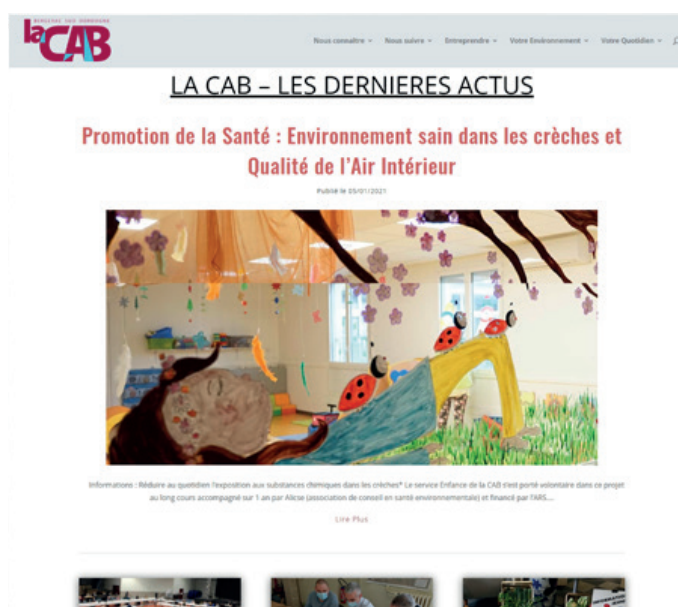 BERGERAC SUD DORDOGNE
la CAB
Nous connaître Nous suivre Entreprendre Votre Environnement Votre Quotidien
LA CAB – LES DERNIERES ACTUS
Promotion de la Santé : Environnement sain dans les crèches et
Qualité de l'Air Intérieur
Publié le 05/01/2021
Informations : Réduire au quotidien l'exposition aux substances chimiques dans les crèches* Le service Enfance de la CAB s'est porté volontaire dans ce projet
au long cours accompagné sur 1 an par Alicse (association de conseil en santé environnementale) et financé par l'ARS....
Lire Plus